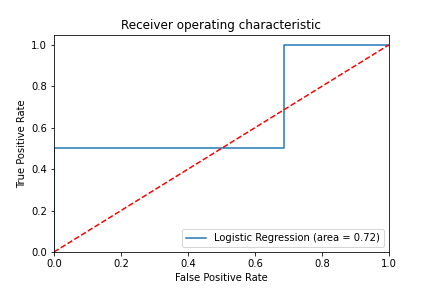 Receiver operating characteristic
1.0
0.8
0.6
0.4
0.2
0.0
True Positive Rate
Logistic Regression (area = 0.72)
0.0 0.2 0.4 0.6 0.8 1.0
False Positive Rate